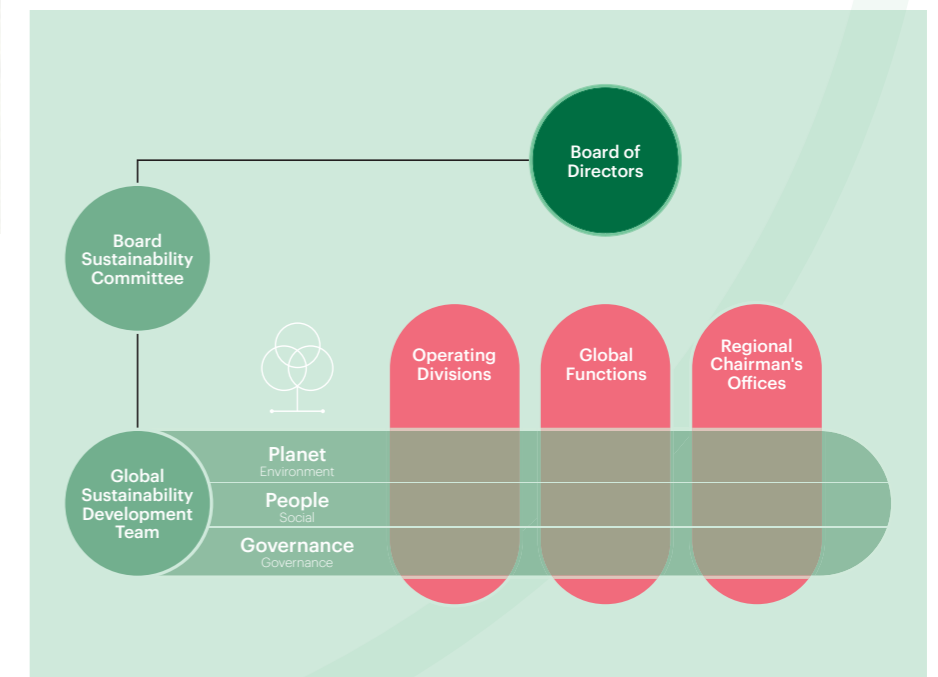 Board of
Directors
Board
Sustainability
Committee
Operating
Divisions
Global
Functions
Regional
Chairman's
Offices
Global
Sustainability
Development
Team
Planet
Environment
People
Social
Governance
Governance